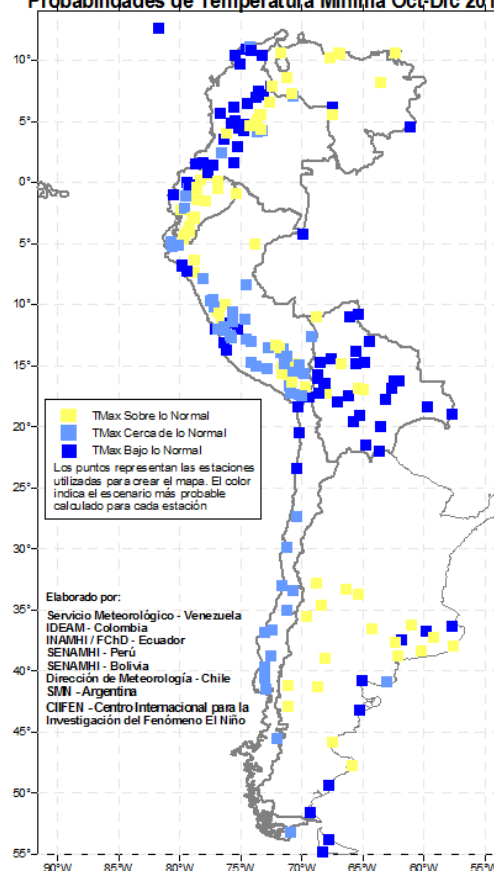 Probabilidades de Temperatura Mínima Oct-Dic 201
10°
5°
0°
5°
10°
15°
TMax Sobre lo Normal
TMax Cerca de lo Normal
TMax Bajo lo Normal
Los puntos representan las estaciones
utilizadas para crear el mapa. El color
indica el escenario más probable
calculado para cada estación
20°
25°
30°
35°
40°
45°
50°
55°
Elaborado por:
Servicio Meteorológico - Venezuela
IDEAM - Colombia
INAMHI / FChD - Ecuador
SENAMHI - Perú
SENAMHI - Bolivia
Dirección de Meteorología - Chile
SMN - Argentina
CIIFEN - Centro Internacional para la
Investigación del Fenómeno El Niño
90°W 85°W 80°W 75°W 70°W 65°W 60°W 55°W